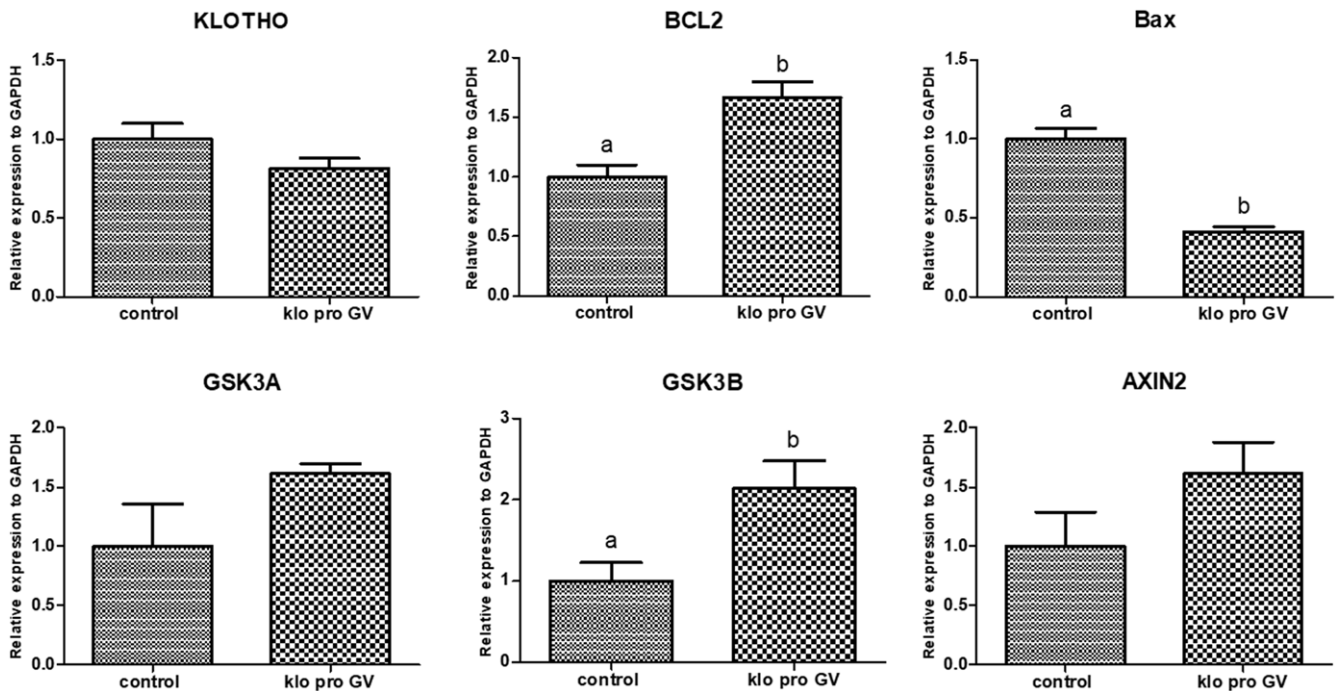 KLOTHO
Relative expression to GAPDH
1.5
1.0
0.5
0.0
control
klo pro GV
BCL2
Relative expression to GAPDH
2.0
1.5
1.0
0.5
0.0
a
b
control
klo pro GV
Bax
Relative expression to GAPDH
1.5
1.0
0.5
0.0
a
b
control
klo pro GV
GSK3A
Relative expression to GAPDH
2.0
1.5
1.0
0.5
0.0
control
klo pro GV
GSK3B
Relative expression to GAPDH
3
2
1
0
a
b
control
klo pro GV
AXIN2
Relative expression to GAPDH
2.0
1.5
1.0
0.5
0.0
control
klo pro GV